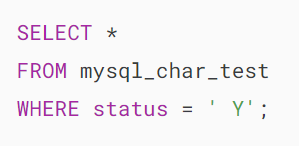 SELECT *
FROM mysql_char_test
WHERE status = ' Y';